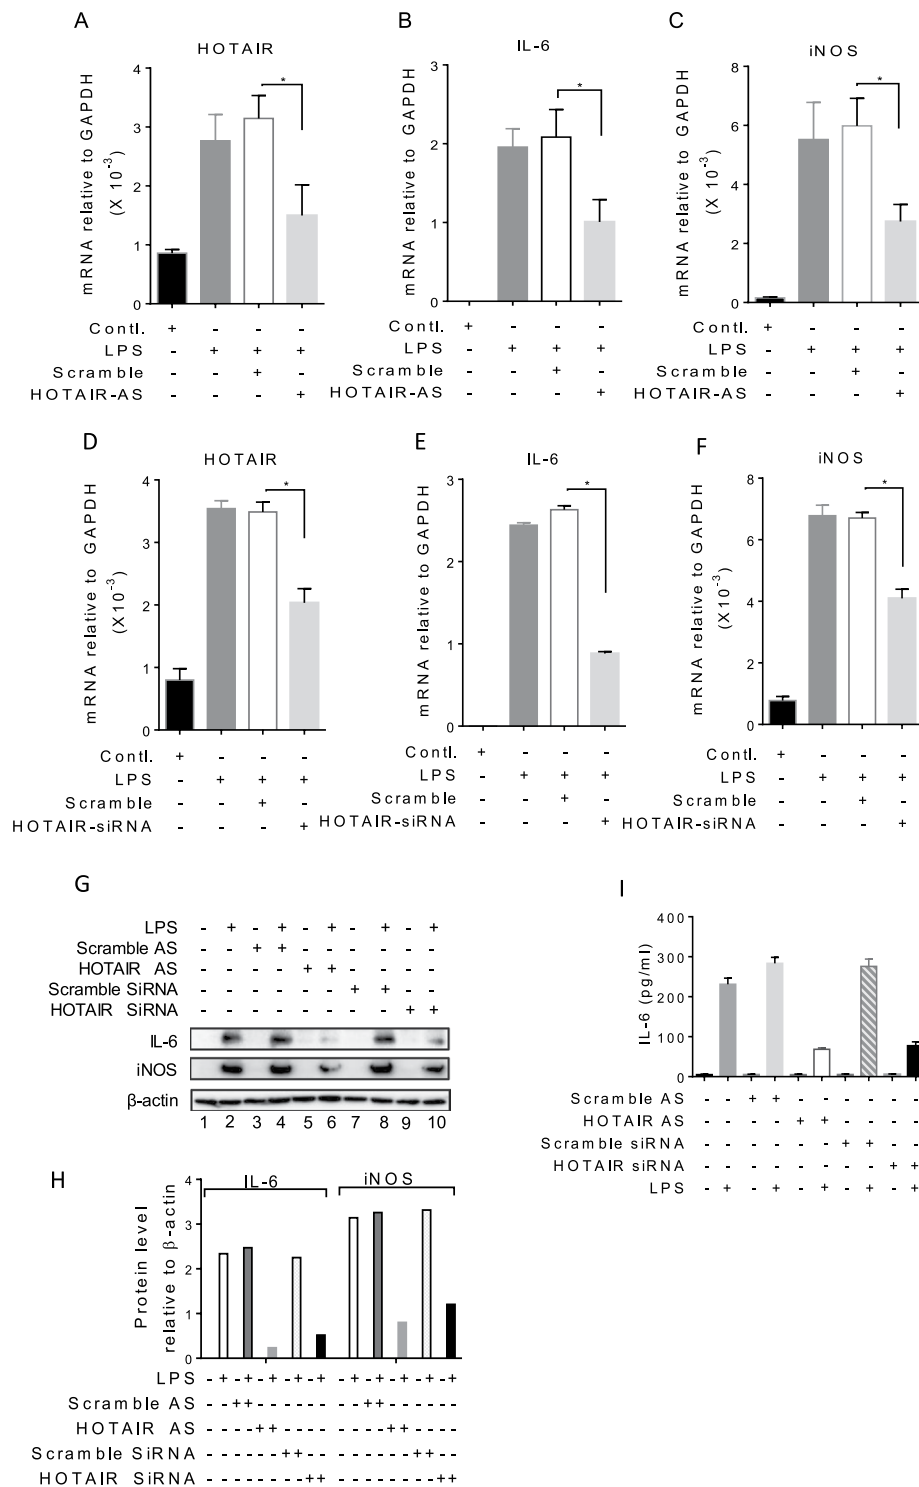 A
HOTAIR
mRNA relative to GAPDH
(X 10⁻³)
4
3
2
1
0
*
Contl. + - - -
LPS - + + +
Scramble - - + -
HOTAIR-AS - - - +
B
IL-6
mRNA relative to GAPDH
3
2
1
0
*
Contl. + - - -
LPS - + + +
Scramble - - + -
HOTAIR-AS - - - +
C
iNOS
mRNA relative to GAPDH
(X 10⁻³)
8
6
4
2
0
*
Contl. + - - -
LPS - + + +
Scramble - - + -
HOTAIR-AS - - - +
D
HOTAIR
mRNA relative to GAPDH
(X10⁻³)
4
3
2
1
0
*
Contl. + - - -
LPS - + + +
Scramble - - + -
HOTAIR-siRNA - - - +
E
IL-6
mRNA relative to GAPDH
3
2
1
0
*
Contl. + - - -
LPS - + + +
Scramble - - + -
HOTAIR-siRNA - - - +
F
iNOS
mRNA relative to GAPDH
(X10⁻³)
8
6
4
2
0
*
Contl. + - - -
LPS - + + +
Scramble - - + -
HOTAIR-siRNA - - - +
G
LPS - + - + - + - + - +
Scramble AS - - + + - - - - - -
HOTAIR AS - - - - + + - - - -
Scramble SiRNA - - - - - - + + - -
HOTAIR SiRNA - - - - - - - - + +
IL-6
iNOS
β-actin
1 2 3 4 5 6 7 8 9 10
I
IL-6 (pg/ml)
400
300
200
100
0
Scramble AS - - + + - - - - - -
HOTAIR AS - - - - + + - - - -
Scramble siRNA - - - - - - + + - -
HOTAIR siRNA - - - - - - - - + +
LPS - + - + - + - + - +
H
IL-6
iNOS
Protein level
relative to β-actin
4
3
2
1
0
LPS - + - + - + - + - + - + - + - + - + - +
Scramble AS - - + + - - - - - - - - + + - - - - - -
HOTAIR AS - - - - + + - - - - - - - - + + - - - -
Scramble SiRNA - - - - - - + + - - - - - - - - + + - -
HOTAIR SiRNA - - - - - - - - + + - - - - - - - - + +